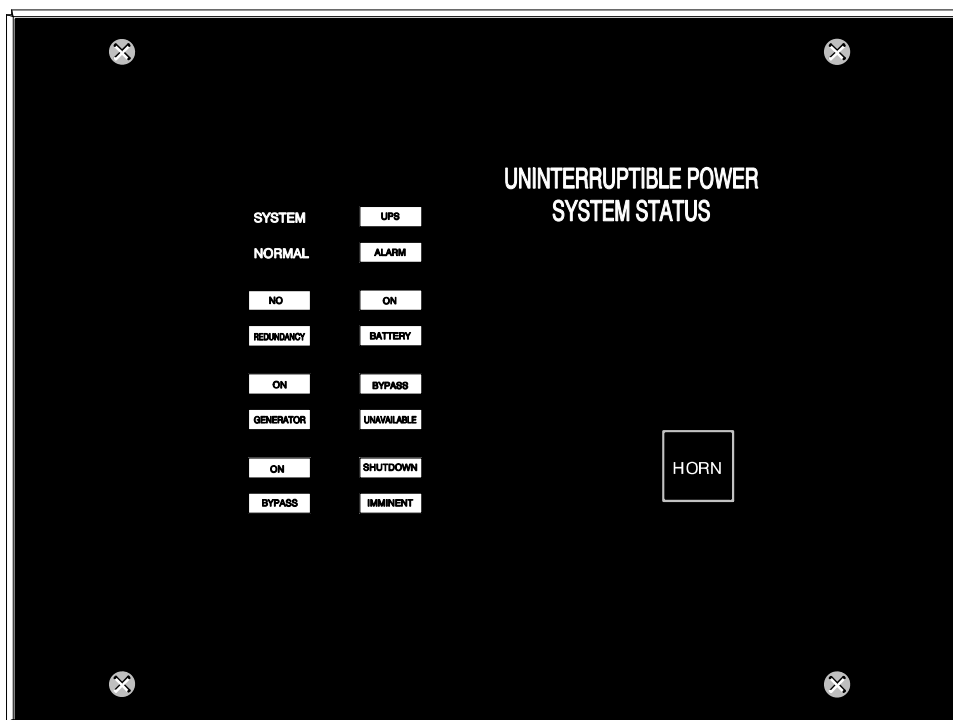 UNINTERRUPTIBLE POWER
SYSTEM STATUS
SYSTEM
NORMAL
UPS
ALARM
NO
REDUNDANCY
ON
BATTERY
ON
GENERATOR
BYPASS
UNAVAILABLE
ON
BYPASS
SHUTDOWN
IMMINENT
HORN